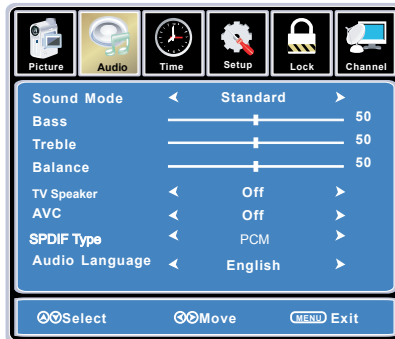 Picture Audio Time Setup Lock Channel
Sound Mode Standard
Bass 50
Treble 50
Balance 50
TV Speaker Off
AVC Off
SPDIF Type PCM
Audio Language English
Select Move MENU Exit